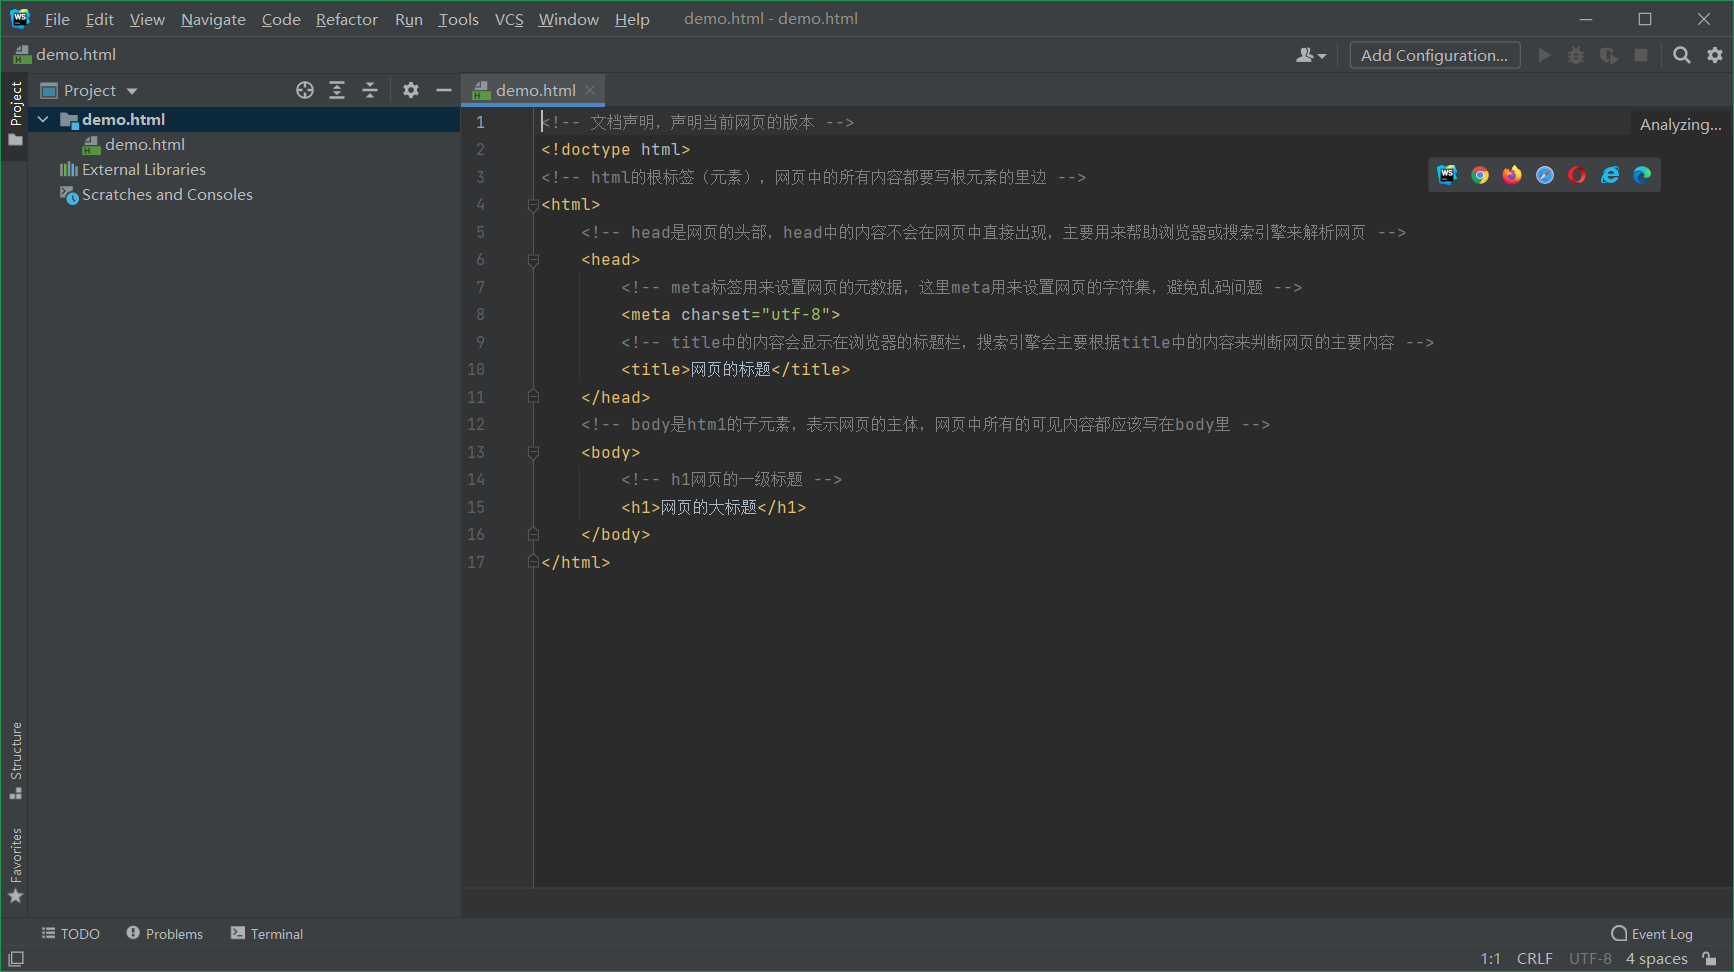 WS File Edit View Navigate Code Refactor Run Tools VCS Window Help demo.html - demo.html
demo.html Add Configuration...
Project
Project
demo.html
demo.html
External Libraries
Scratches and Consoles
Structure
Favorites
demo.html
Analyzing...
WS
1 <!-- 文档声明，声明当前网页的版本 -->
2 <!doctype html>
3 <!-- html的根标签（元素），网页中的所有内容都要写根元素的里边 -->
4 <html>
5 <!-- head是网页的头部，head中的内容不会在网页中直接出现，主要用来帮助浏览器或搜索引擎来解析网页 -->
6 <head>
7 <!-- meta标签用来设置网页的元数据，这里meta用来设置网页的字符集，避免乱码问题 -->
8 <meta charset="utf-8">
9 <!-- title中的内容会显示在浏览器的标题栏，搜索引擎会主要根据title中的内容来判断网页的主要内容 -->
10 <title>网页的标题</title>
11 </head>
12 <!-- body是htm1的子元素，表示网页的主体，网页中所有的可见内容都应该写在body里 -->
13 <body>
14 <!-- h1网页的一级标题 -->
15 <h1>网页的大标题</h1>
16 </body>
17 </html>
TODO Problems Terminal Event Log
1:1 CRLF UTF-8 4 spaces